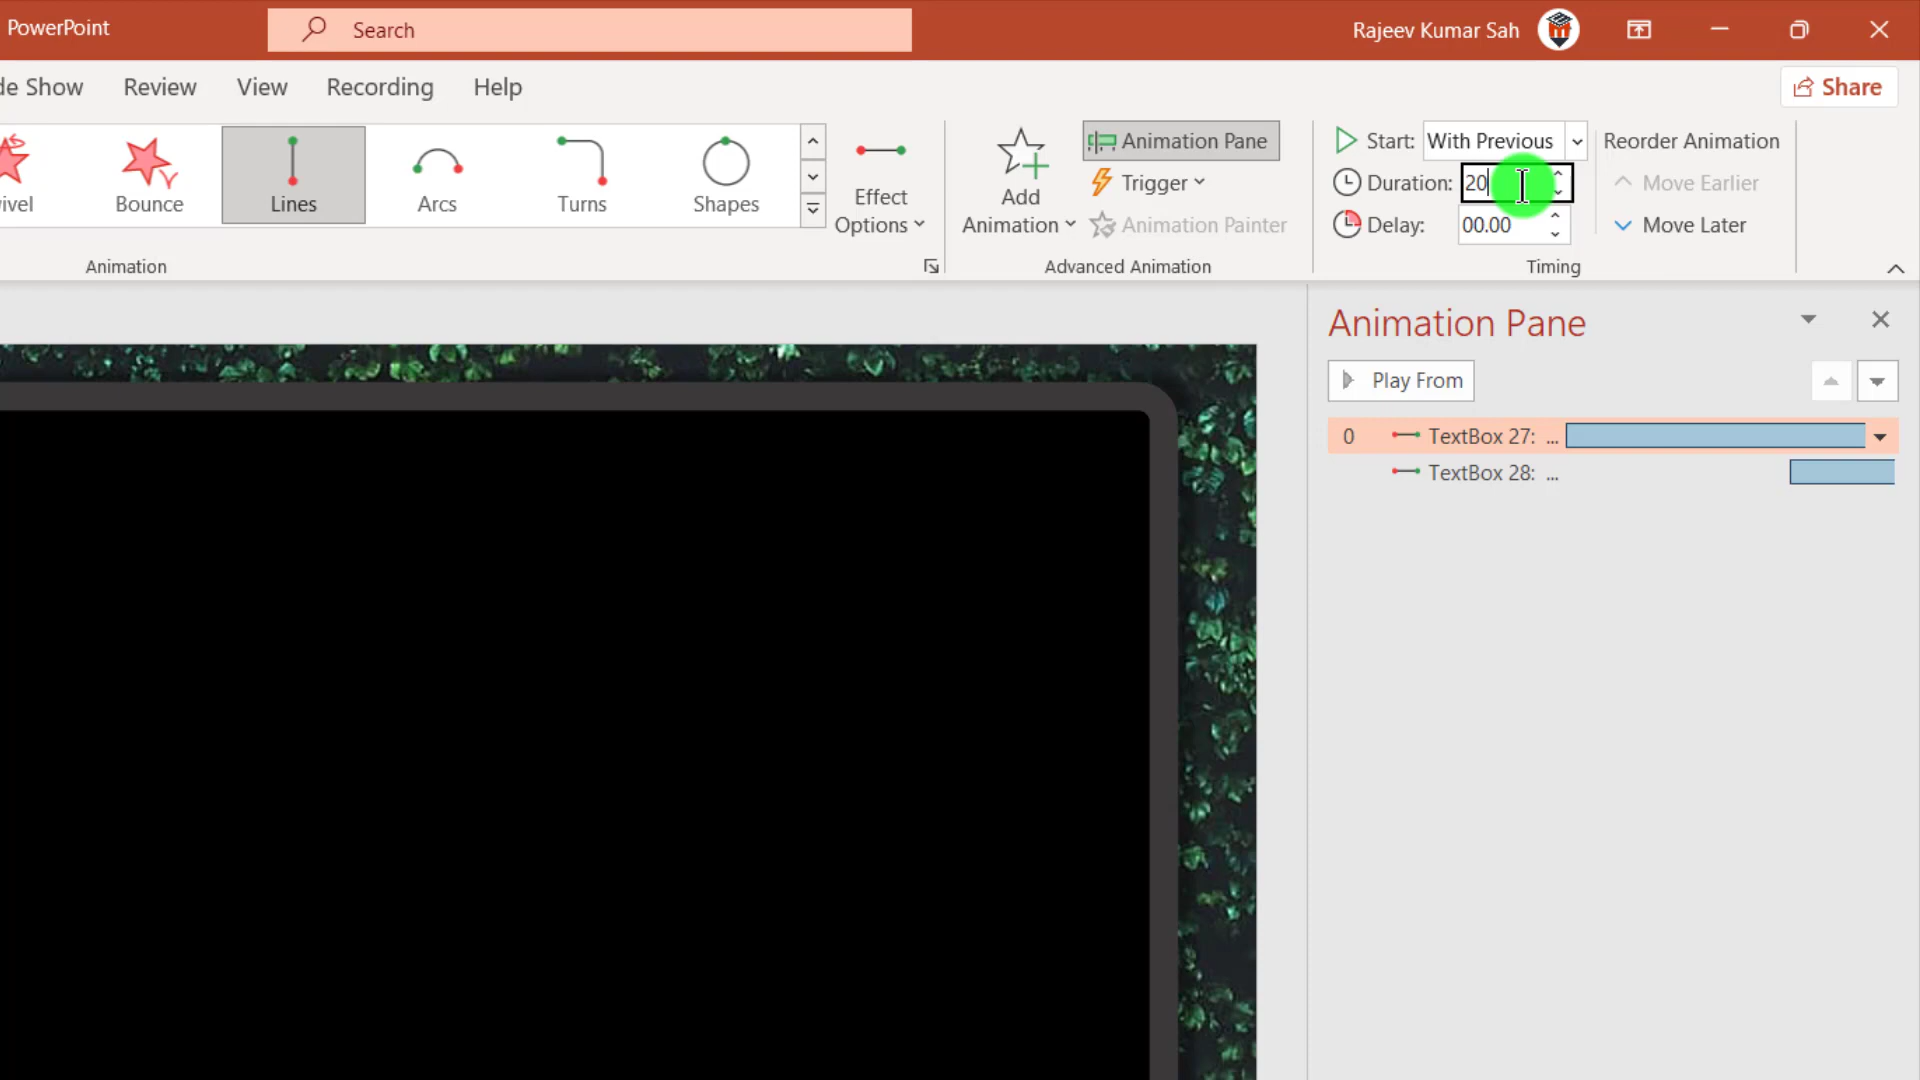 PowerPoint
Search
Rajeev Kumar Sah
de Show
Review
View
Recording
Help
Share
ivel
Bounce
Lines
Arcs
Turns
Shapes
Effect
Options
Add
Animation
Animation Pane
Trigger
Animation Painter
Start: With Previous
Duration: 20
Delay: 00.00
Reorder Animation
Move Earlier
Move Later
Animation
Advanced Animation
Timing
Animation Pane
Play From
0 TextBox 27: ...
TextBox 28: ...